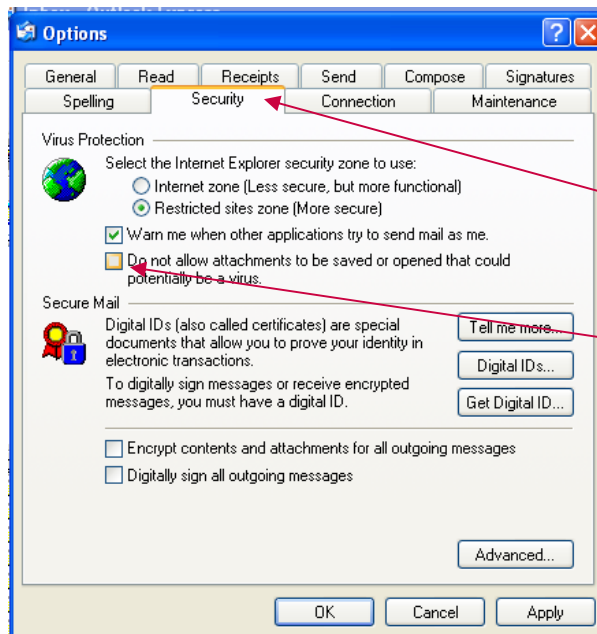 Options
General Read Receipts Send Compose Signatures
Spelling Security Connection Maintenance
Virus Protection
Select the Internet Explorer security zone to use:
Internet zone (Less secure, but more functional)
Restricted sites zone (More secure)
Warn me when other applications try to send mail as me.
Do not allow attachments to be saved or opened that could
potentially be a virus.
Secure Mail
Digital IDs (also called certificates) are special
documents that allow you to prove your identity in
electronic transactions.
Tell me more...
Digital IDs...
To digitally sign messages or receive encrypted
messages, you must have a digital ID.
Get Digital ID...
Encrypt contents and attachments for all outgoing messages
Digitally sign all outgoing messages
Advanced...
OK Cancel Apply